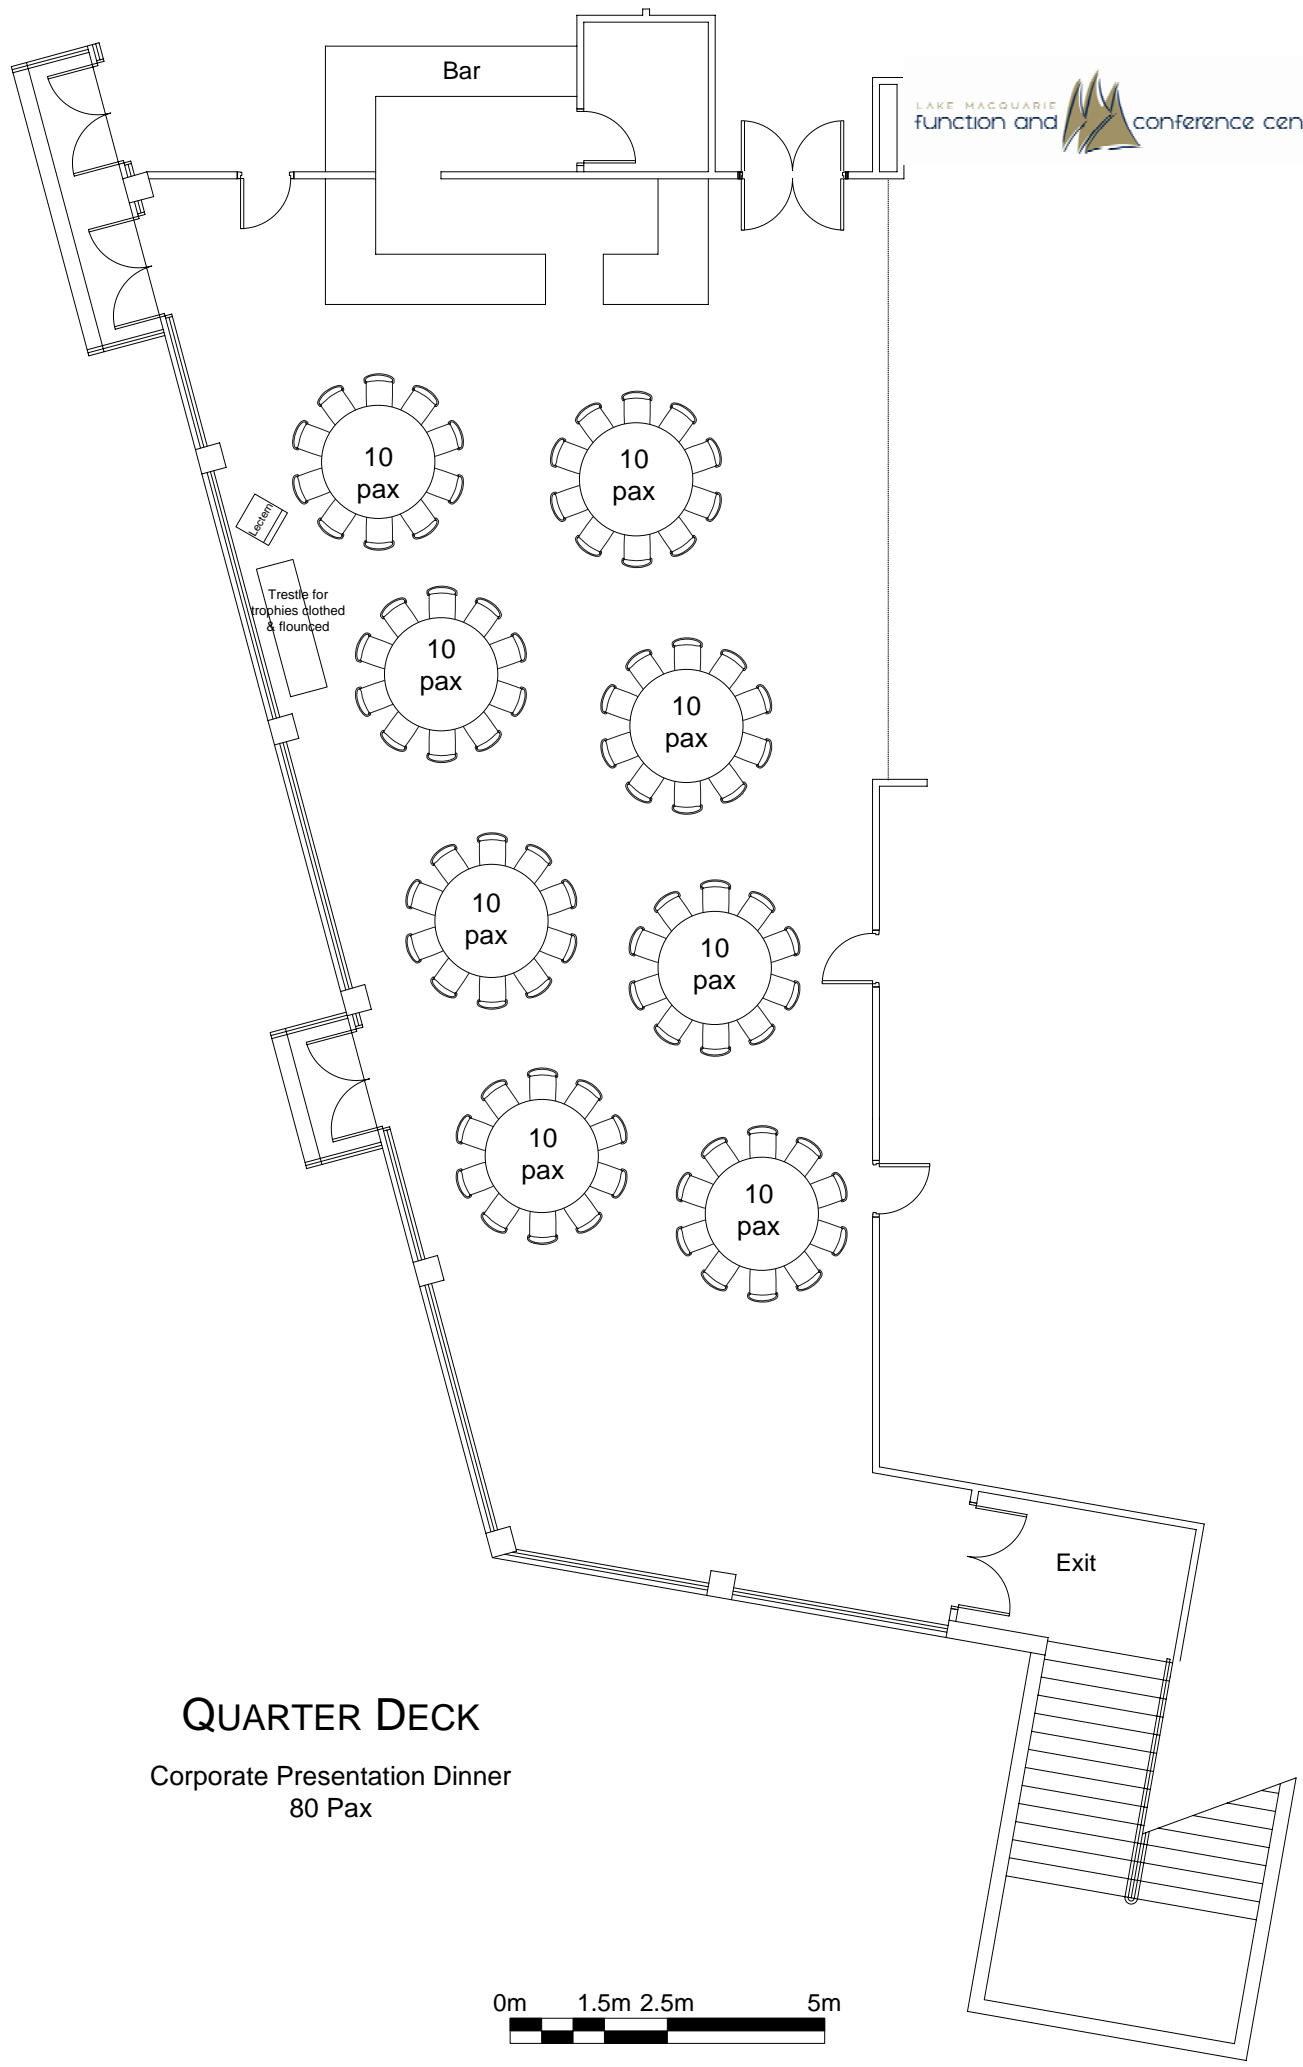 Bar
LAKE MACQUARIE
function and conference cen
10
pax
10
pax
Lectern
Trestle for
trophies clothed
& flounced
10
pax
10
pax
10
pax
10
pax
10
pax
10
pax
Exit
QUARTER DECK
Corporate Presentation Dinner
80 Pax
0m 1.5m 2.5m 5m